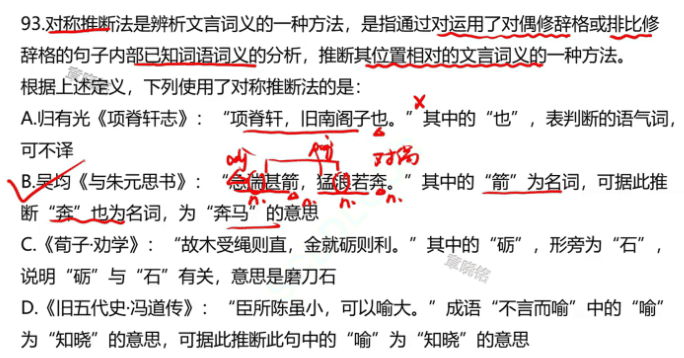 93.对称推断法是辨析文言词义的一种方法，是指通过对运用了对偶修辞格或排比修
辞格的句子内部已知词语词义的分析，推断其位置相对的文言词义的一种方法。
根据上述定义，下列使用了对称推断法的是：
A.归有光《项脊轩志》：“项脊轩，旧南阁子也。”其中的“也”，表判断的语气词，
可不译
adj
adj
对偶
B.吴均《与朱元思书》：“急湍甚箭，猛浪若奔。”其中的“箭”为名词，可据此推
n. n. n. n.
断“奔”也为名词，为“奔马”的意思
C.《荀子·劝学》：“故木受绳则直，金就砺则利。”其中的“砺”，形旁为“石”，
说明“砺”与“石”有关，意思是磨刀石
D.《旧五代史·冯道传》：“臣所陈虽小，可以喻大。”成语“不言而喻”中的“喻”
为“知晓”的意思，可据此推断此句中的“喻”为“知晓”的意思
章晓铭
章晓铭